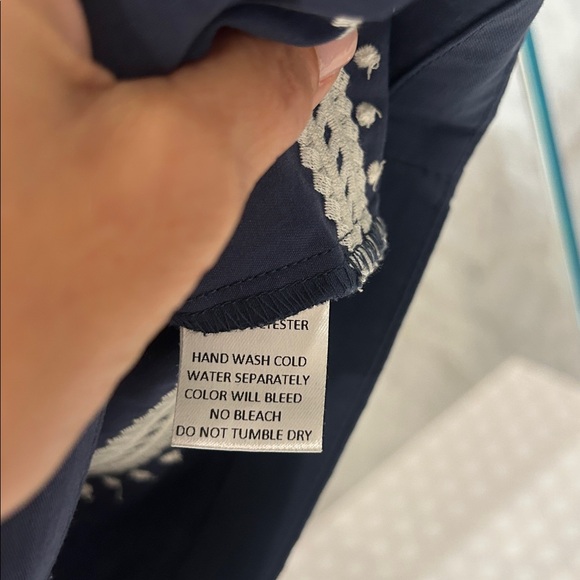 HAND WASH COLD
WATER SEPARATELY
COLOR WILL BLEED
NO BLEACH
DO NOT TUMBLE DRY